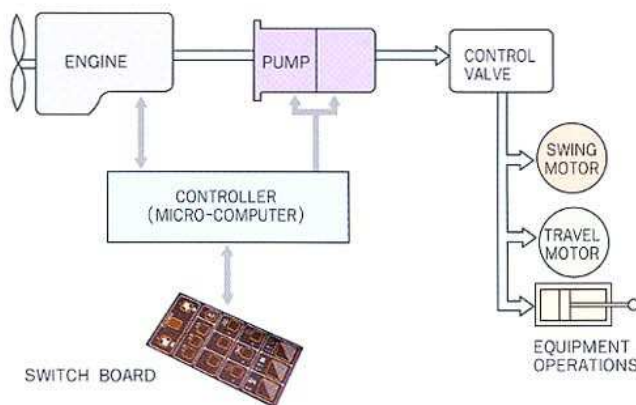 ENGINE
PUMP
CONTROL
VALVE
SWING
MOTOR
CONTROLLER
(MICRO-COMPUTER)
TRAVEL
MOTOR
SWITCH BOARD
EQUIPMENT
OPERATIONS